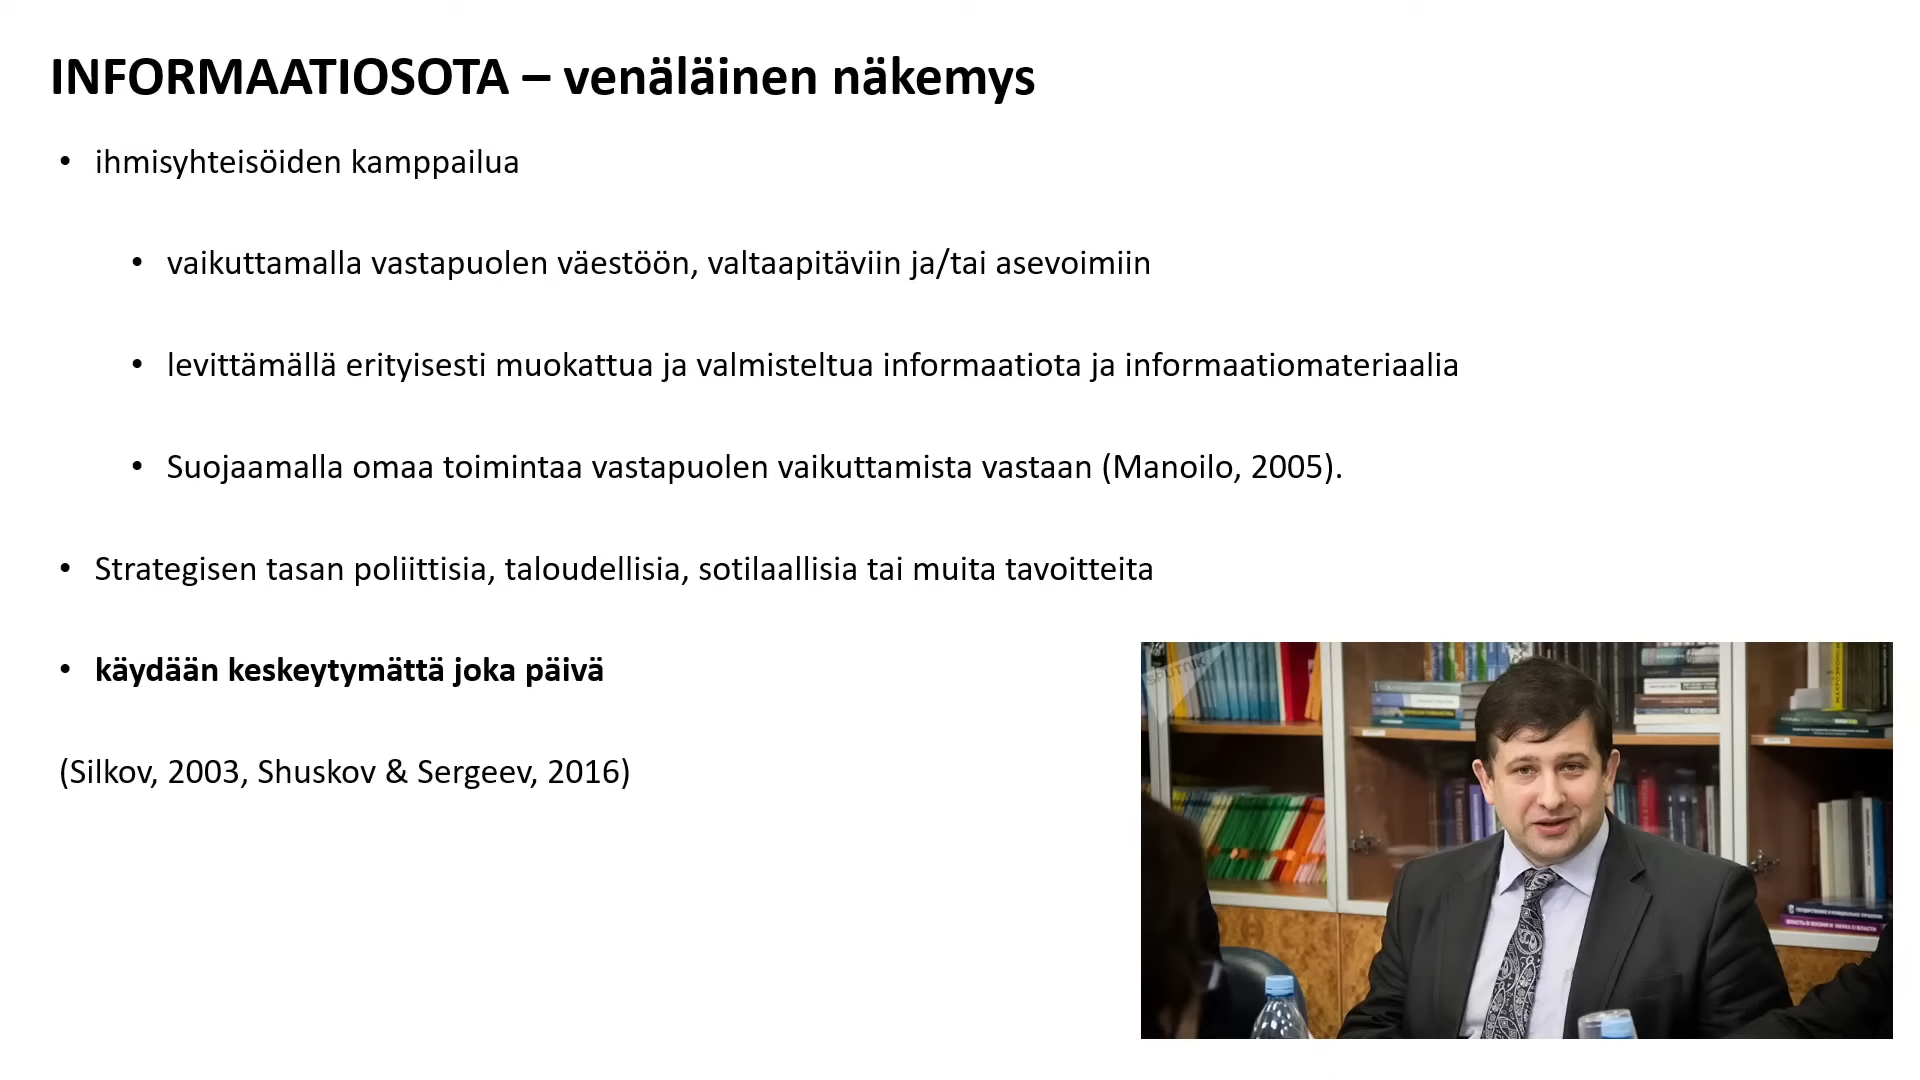 INFORMAATIOSOTA – venäläinen näkemys
• ihmisyhteisöiden kamppailua
• vaikuttamalla vastapuolen väestöön, valtaapitäviin ja/tai asevoimiin
• levittämällä erityisesti muokattua ja valmisteltua informaatiota ja informaatiomateriaalia
• Suojaamalla omaa toimintaa vastapuolen vaikuttamista vastaan (Manoilo, 2005).
• Strategisen tasan poliittisia, taloudellisia, sotilaallisia tai muita tavoitteita
• käydään keskeytymättä joka päivä
(Silkov, 2003, Shuskov & Sergeev, 2016)
SPUTNIK